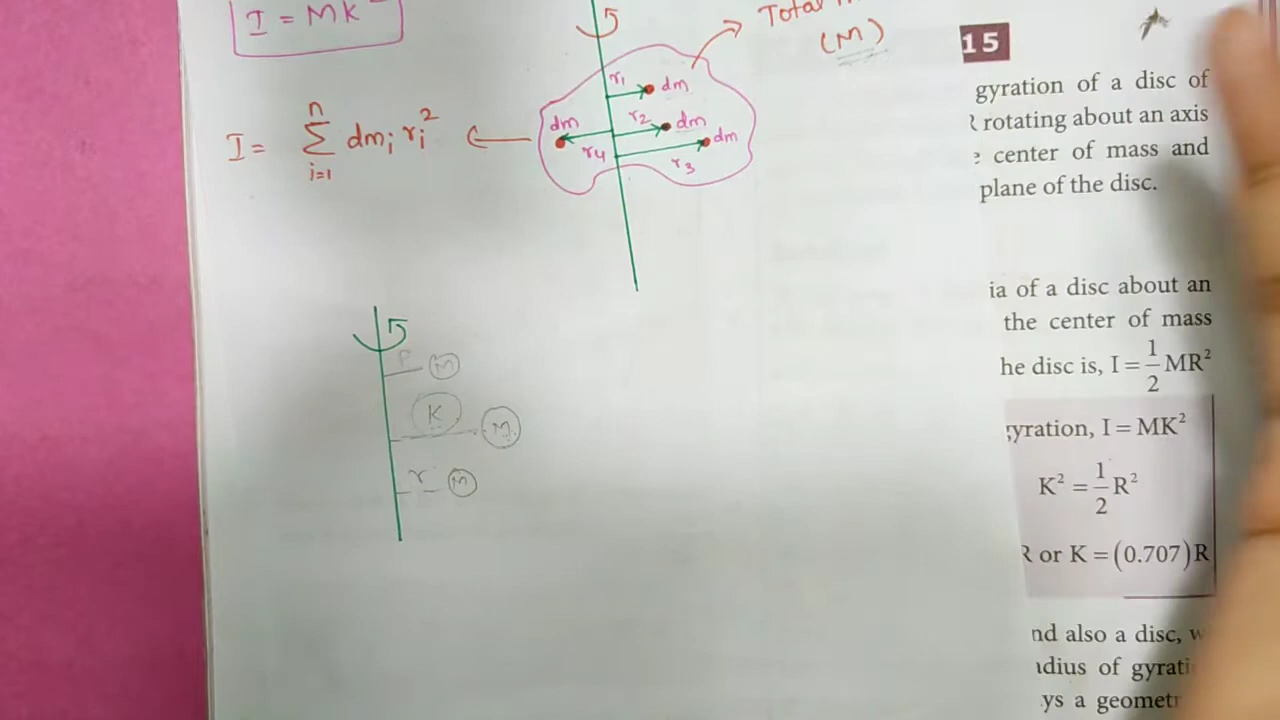 I = MK
Total
(M)
r1 dm
dm r2 dm
r4 dm
r3
I = n∑i=1 dmi ri²
r M
K M
r M
15
gyration of a disc of
rotating about an axis
center of mass and
plane of the disc.
ia of a disc about an
the center of mass
he disc is, I = 1/2 MR²
gyration, I = MK²
K² = 1/2 R²
R or K = (0.707)R
nd also a disc,
adius of
ys a